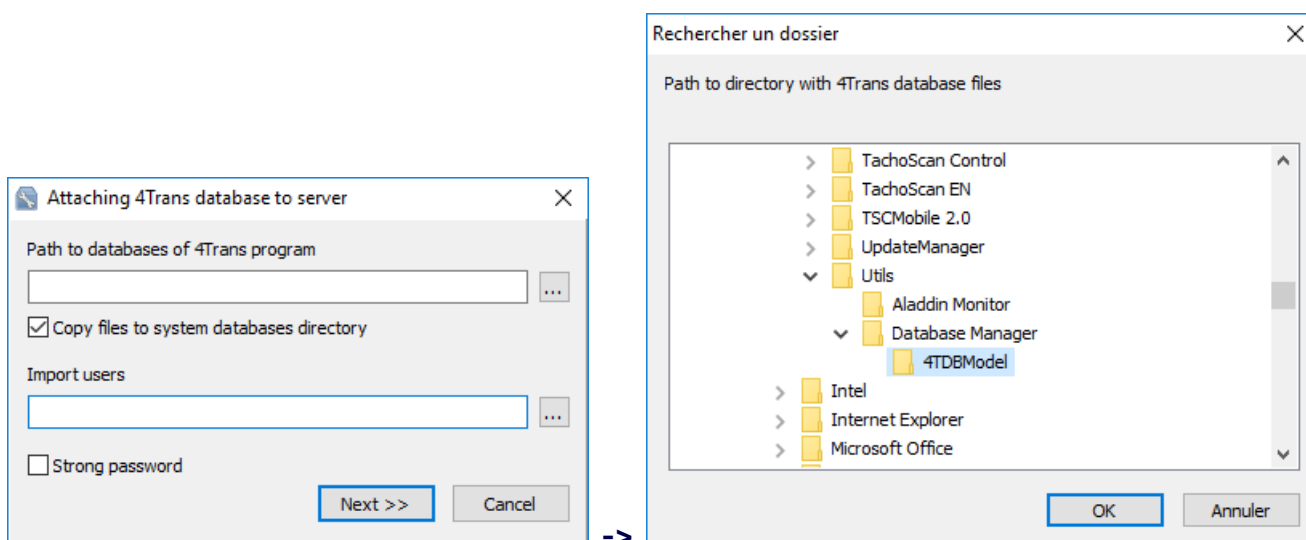 Attaching 4Trans database to server
Path to databases of 4Trans program
...
Copy files to system databases directory
Import users
...
Strong password
Next >>
Cancel
->
Rechercher un dossier
Path to directory with 4Trans database files
TachoScan Control
TachoScan EN
TSCMobile 2.0
UpdateManager
Utils
Aladdin Monitor
Database Manager
4TDBModel
Intel
Internet Explorer
Microsoft Office
OK
Annuler